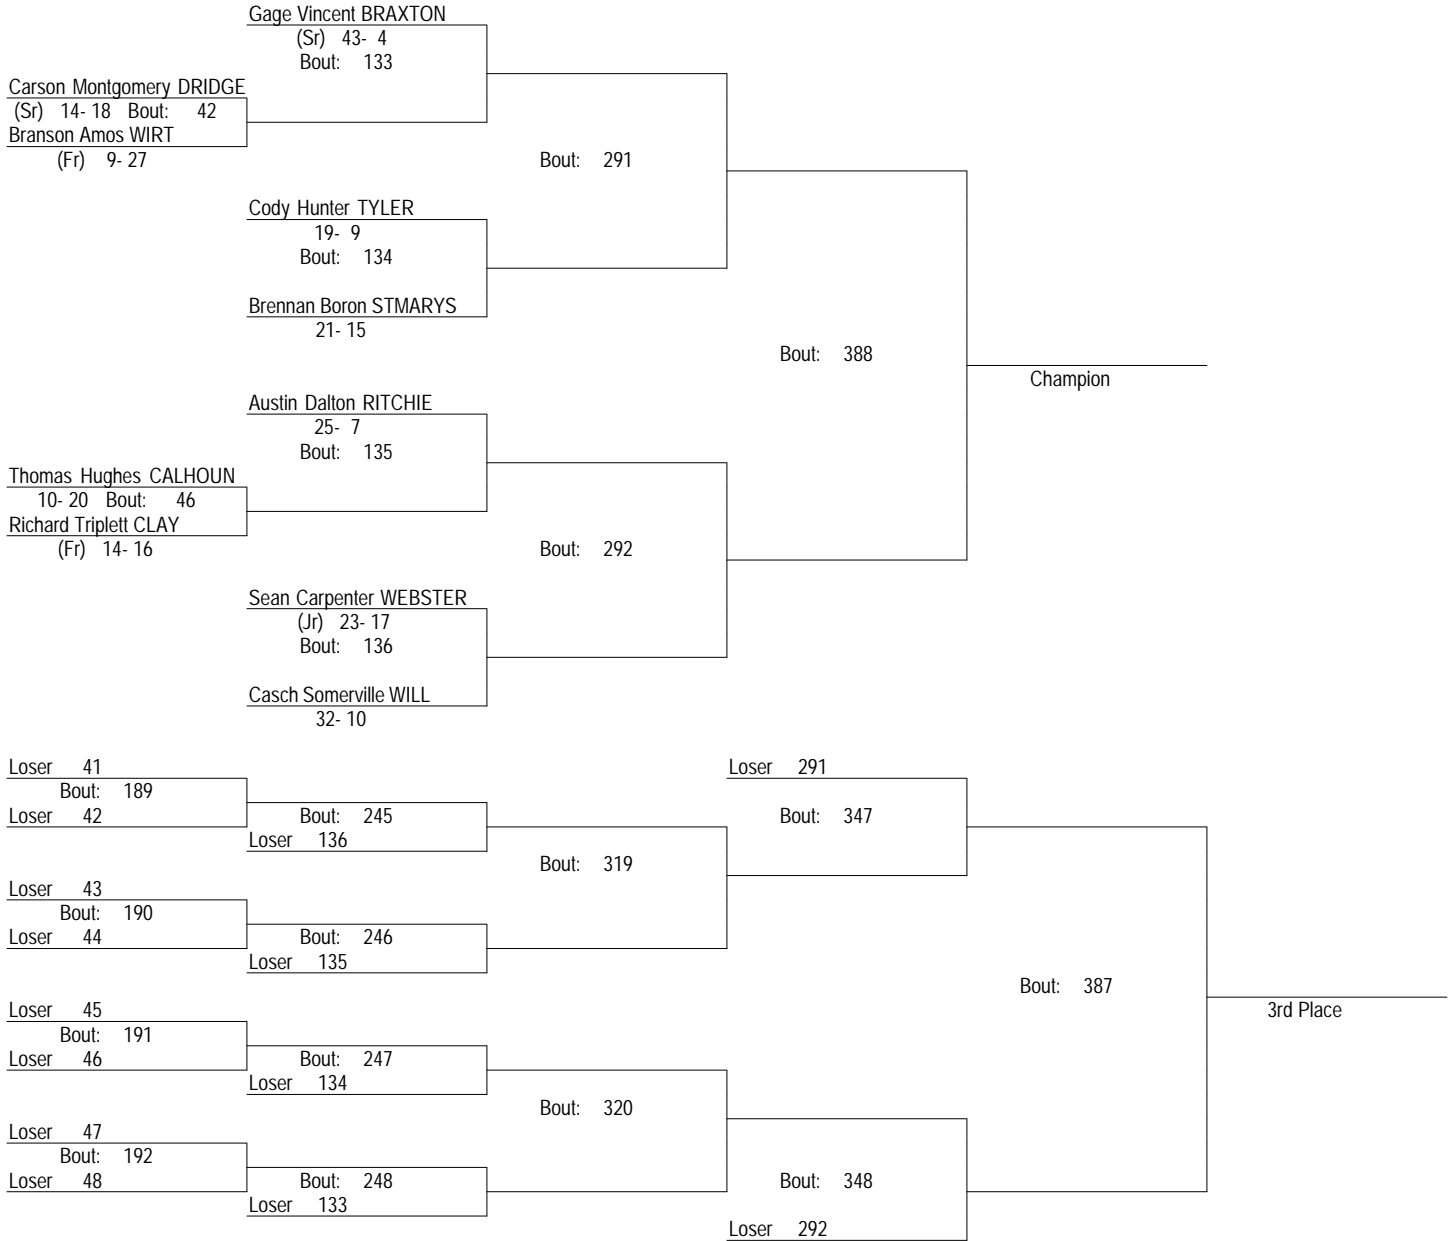 Gage Vincent BRAXTON
(Sr) 43- 4
Bout: 133
Carson Montgomery DRIDGE
(Sr) 14- 18 Bout: 42
Branson Amos WIRT
(Fr) 9- 27
Bout: 291
Cody Hunter TYLER
19- 9
Bout: 134
Brennan Boron STMARYS
21- 15
Bout: 388
Champion
Austin Dalton RITCHIE
25- 7
Bout: 135
Thomas Hughes CALHOUN
10- 20 Bout: 46
Richard Triplett CLAY
(Fr) 14- 16
Bout: 292
Sean Carpenter WEBSTER
(Jr) 23- 17
Bout: 136
Casch Somerville WILL
32- 10
Loser 41
Bout: 189
Loser 42
Bout: 245
Loser 136
Bout: 319
Loser 291
Bout: 347
Loser 43
Bout: 190
Loser 44
Bout: 246
Loser 135
Bout: 387
3rd Place
Loser 45
Bout: 191
Loser 46
Bout: 247
Loser 134
Bout: 320
Loser 47
Bout: 192
Loser 48
Bout: 248
Loser 133
Bout: 348
Loser 292